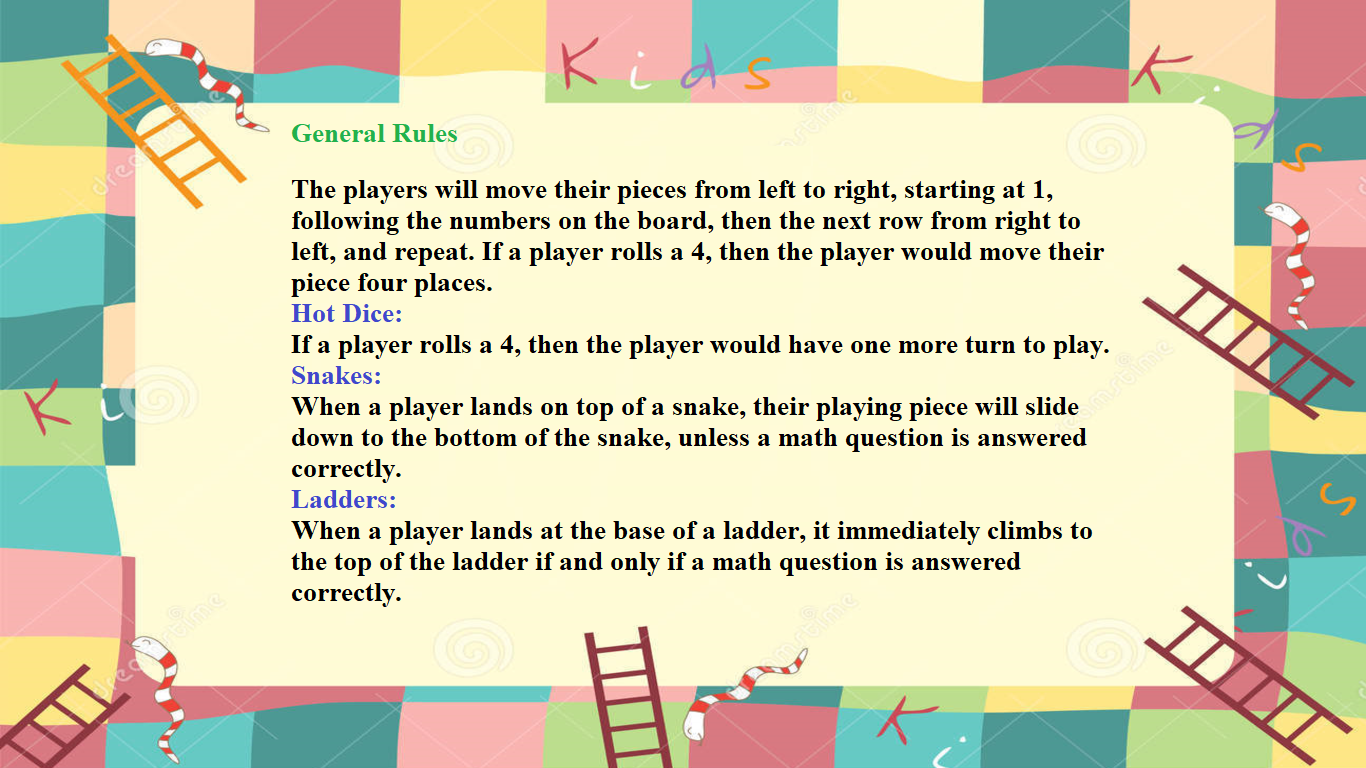 Kids
Kids
General Rules
The players will move their pieces from left to right, starting at 1,
following the numbers on the board, then the next row from right to
left, and repeat. If a player rolls a 4, then the player would move their
piece four places.
Hot Dice:
If a player rolls a 4, then the player would have one more turn to play.
Snakes:
When a player lands on top of a snake, their playing piece will slide
down to the bottom of the snake, unless a math question is answered
correctly.
Ladders:
When a player lands at the base of a ladder, it immediately climbs to
the top of the ladder if and only if a math question is answered
correctly.
Ki
Kids
Ki